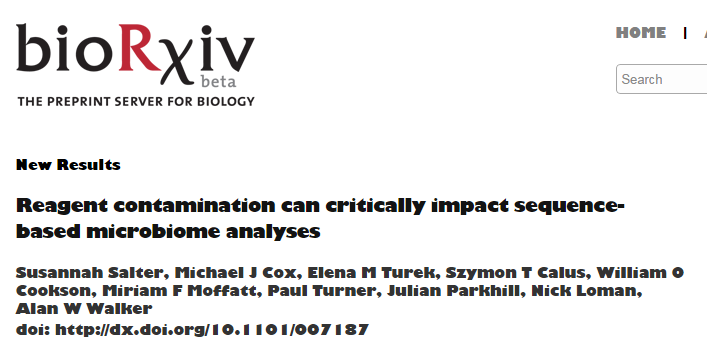 bioRχiv
beta
THE PREPRINT SERVER FOR BIOLOGY
HOME |
Search
New Results
Reagent contamination can critically impact sequence-
based microbiome analyses
Susannah Salter, Michael J Cox, Elena M Turek, Szymon T Calus, William O
Cookson, Miriam F Moffatt, Paul Turner, Julian Parkhill, Nick Loman,
Alan W Walker
doi: http://dx.doi.org/10.1101/007187